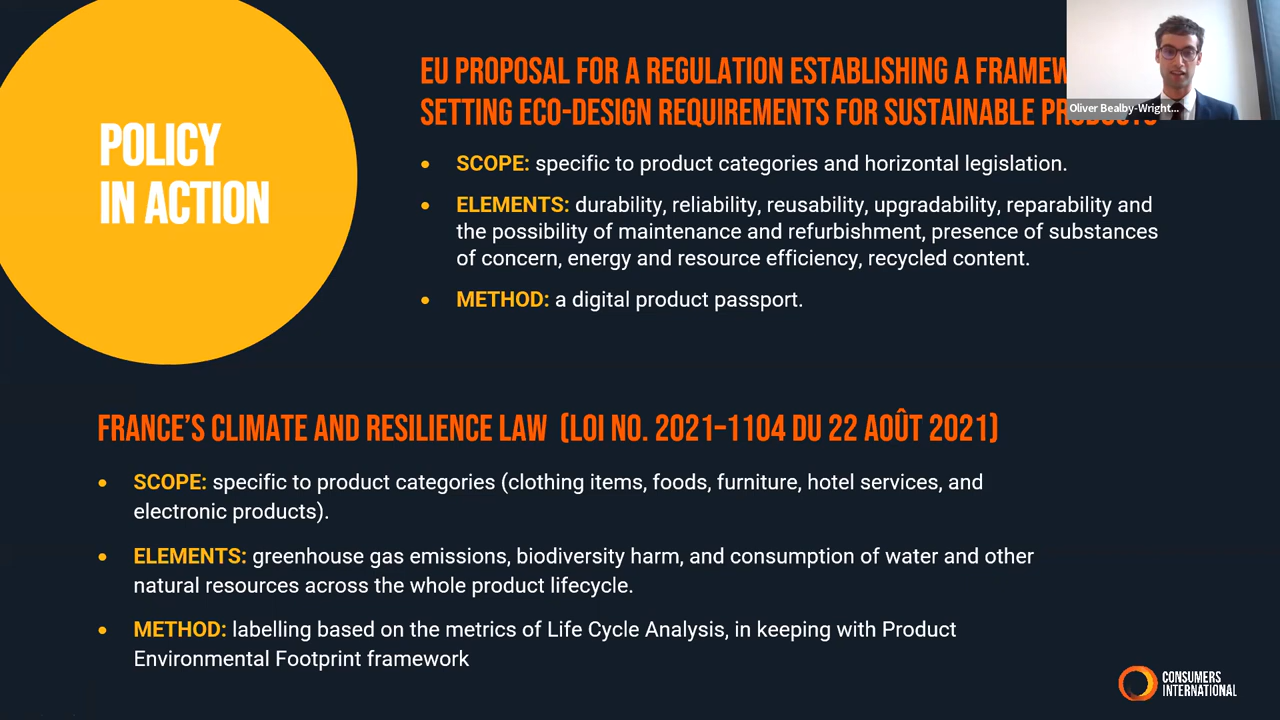 POLICY
IN ACTION
EU PROPOSAL FOR A REGULATION ESTABLISHING A
SETTING ECO-DESIGN REQUIREMENTS FOR SUSTAINABLE
Oliver Bealby-Wright...
• SCOPE: specific to product categories and horizontal legislation.
• ELEMENTS: durability, reliability, reusability, upgradability, reparability and
the possibility of maintenance and refurbishment, presence of substances
of concern, energy and resource efficiency, recycled content.
• METHOD: a digital product passport.
FRANCE'S CLIMATE AND RESILIENCE LAW (LOI NO. 2021–1104 DU 22 AOÛT 2021)
• SCOPE: specific to product categories (clothing items, foods, furniture, hotel services, and
electronic products).
• ELEMENTS: greenhouse gas emissions, biodiversity harm, and consumption of water and other
natural resources across the whole product lifecycle.
• METHOD: labelling based on the metrics of Life Cycle Analysis, in keeping with Product
Environmental Footprint framework
CONSUMERS
INTERNATIONAL